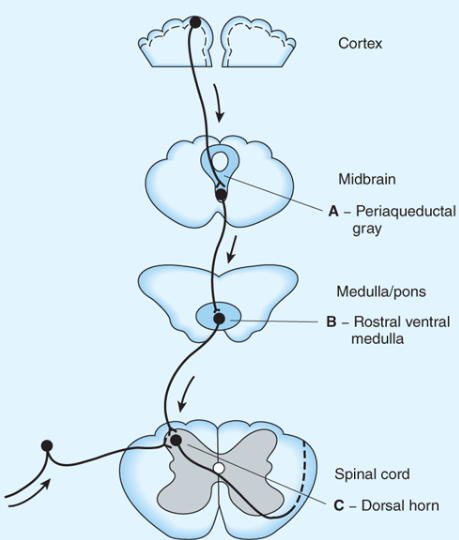 Cortex
Midbrain
A – Periaqueductal
gray
Medulla/pons
B – Rostral ventral
medulla
Spinal cord
C – Dorsal horn